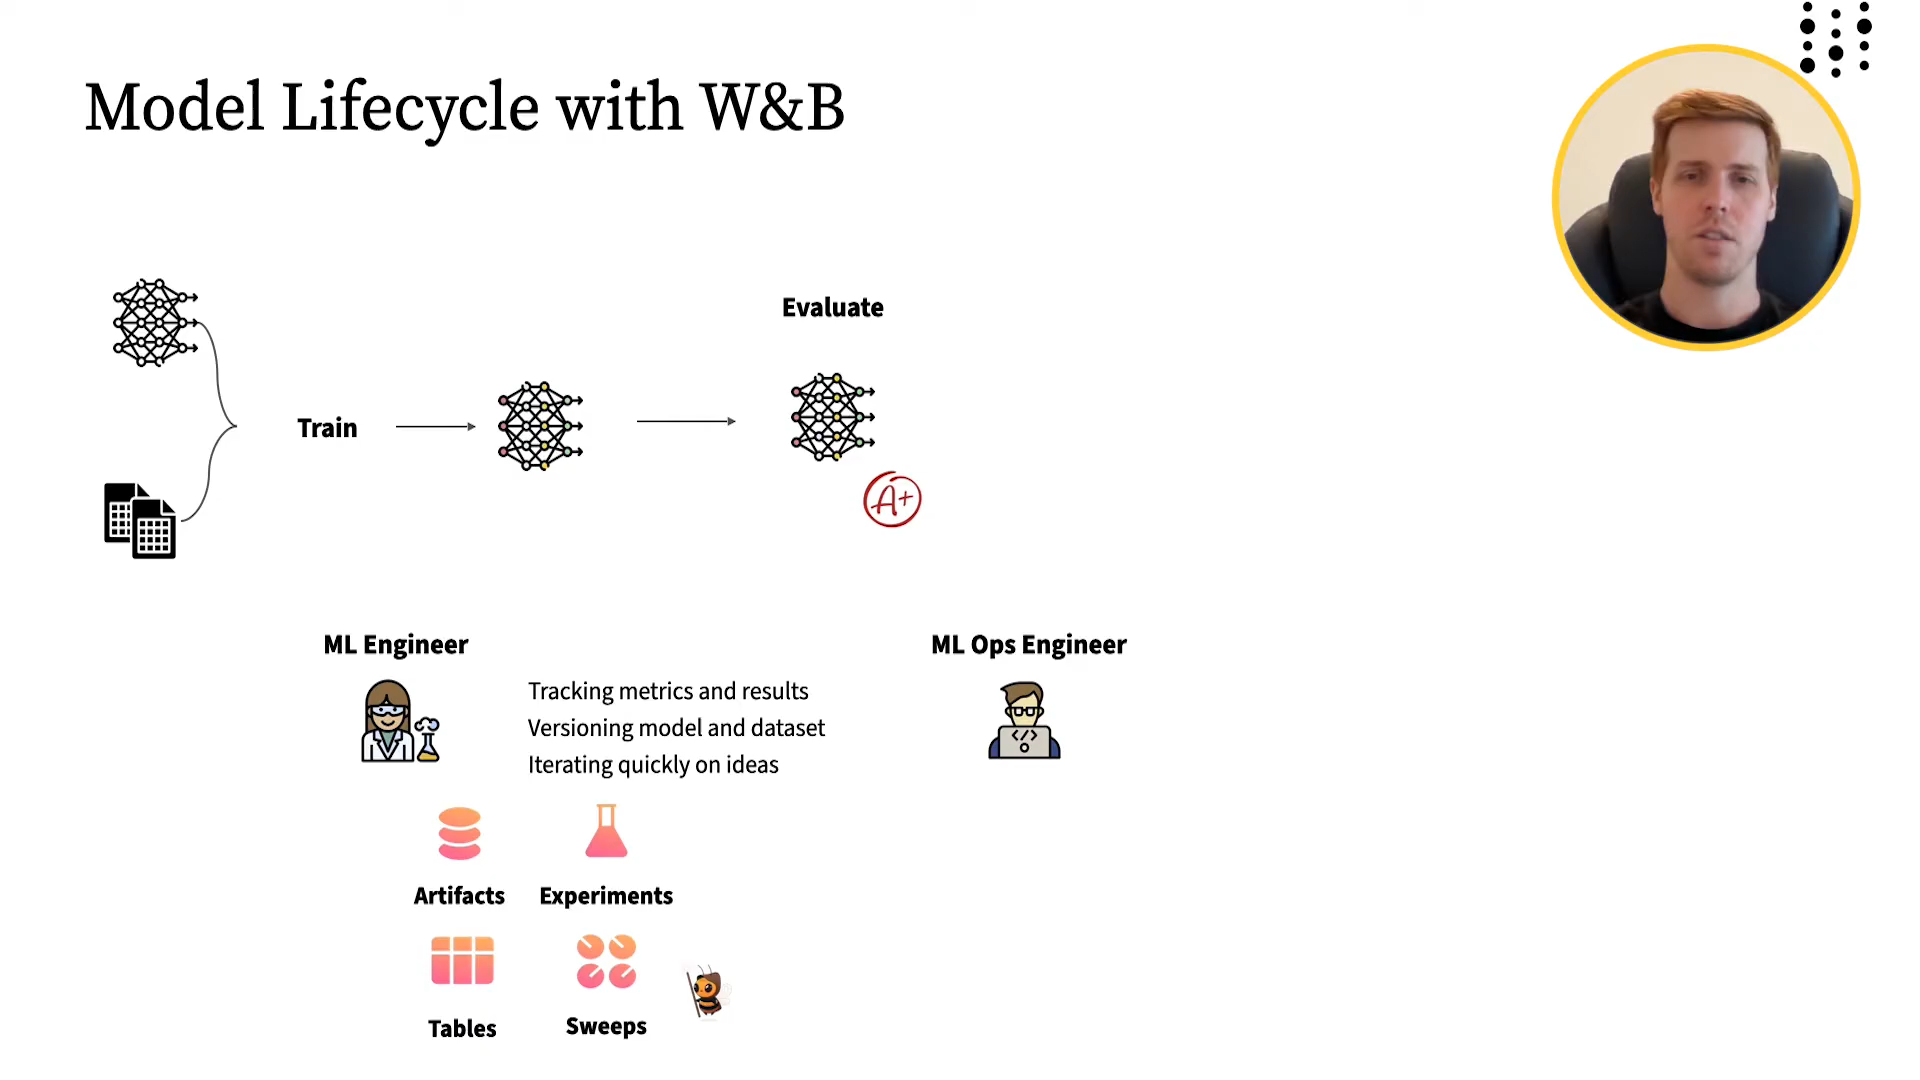 Model Lifecycle with W&B
Evaluate
Train
A+
ML Engineer
Tracking metrics and results
Versioning model and dataset
Iterating quickly on ideas
ML Ops Engineer
</>
Artifacts
Experiments
Tables
Sweeps